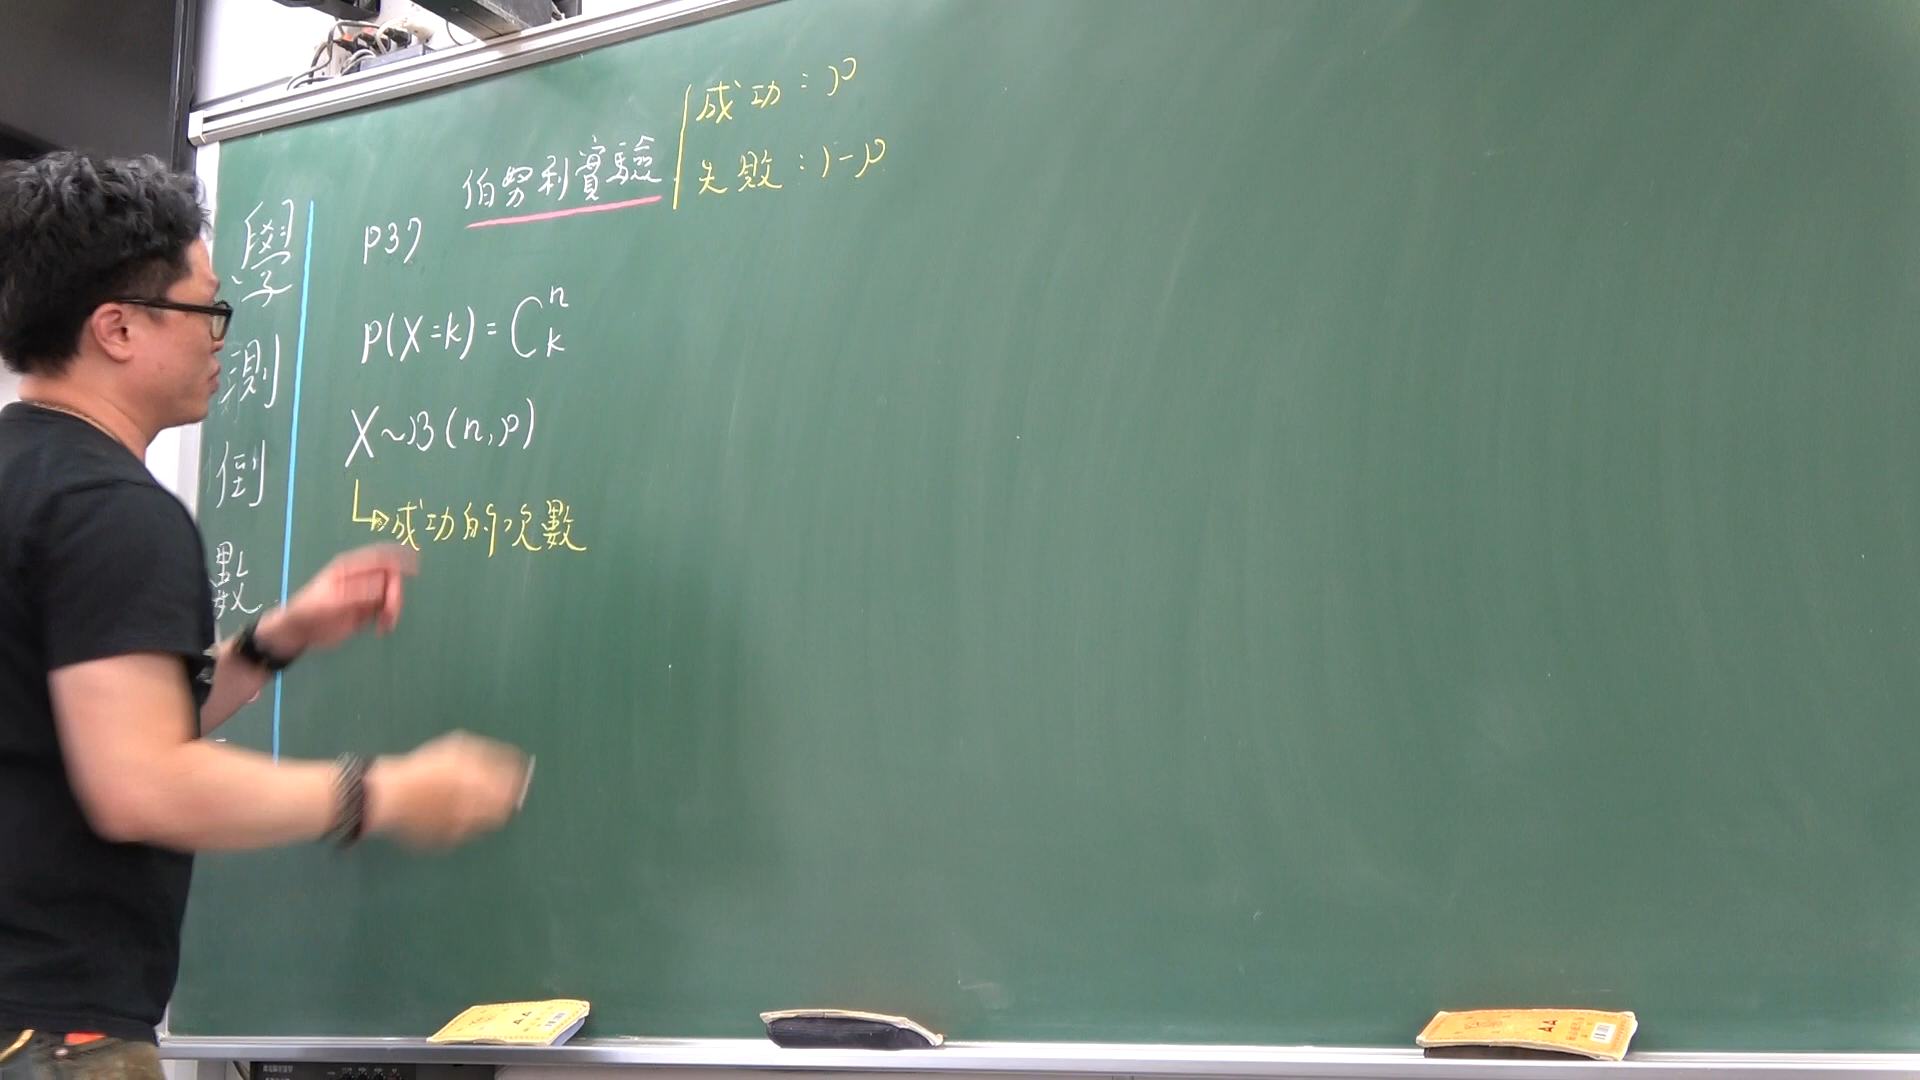 伯努利實驗
成功：p
失敗：1-p
P37
P(X=k)=C^n_k
X~B(n,p)
成功的次數
學測倒數